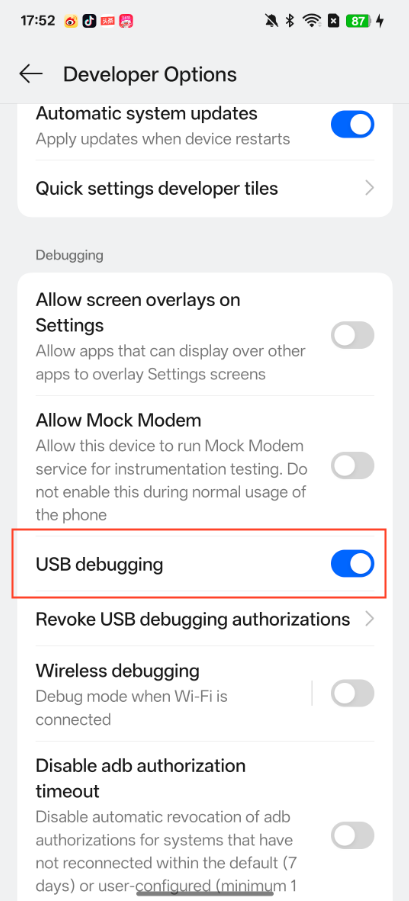 17:52
头条
87
Developer Options
Automatic system updates
Apply updates when device restarts
Quick settings developer tiles
Debugging
Allow screen overlays on
Settings
Allow apps that can display over other
apps to overlay Settings screens
Allow Mock Modem
Allow this device to run Mock Modem
service for instrumentation testing. Do
not enable this during normal usage of
the phone
USB debugging
Revoke USB debugging authorizations
Wireless debugging
Debug mode when Wi-Fi is
connected
Disable adb authorization
timeout
Disable automatic revocation of adb
authorizations for systems that have
not reconnected within the default (7
days) or user-configured (minimum 1